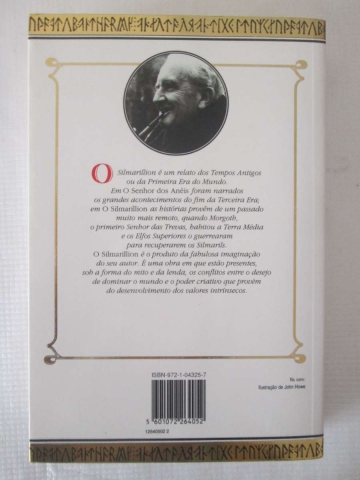 O Silmarillion é um relato dos Tempos Antigos
ou da Primeira Era do Mundo.
Em O Senhor dos Anéis foram narrados
os grandes acontecimentos do fim da Terceira Era;
em O Silmarillion as histórias provêm de um passado
muito mais remoto, quando Morgoth,
o primeiro Senhor das Trevas, habitou a Terra Média
e os Elfos Superiores o guerrearam
para recuperarem os Silmarils.
O Silmarillion é o produto da fabulosa imaginação
do seu autor. É uma obra em que estão presentes,
sob a forma do mito e da lenda, os conflitos entre o desejo
de dominar o mundo e o poder criativo que provém
do desenvolvimento dos valores intrínsecos.
ISBN-972-1-04325-7
Na capa:
Ilustração de John Howe
5 601072 264052